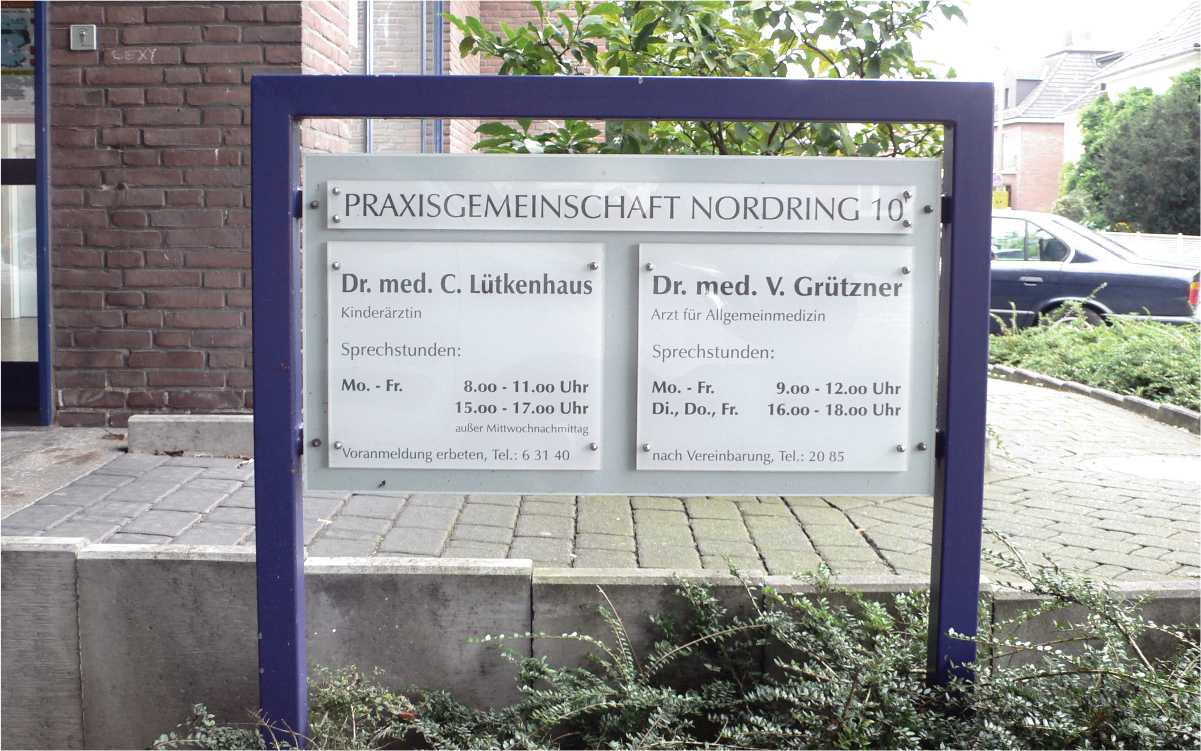 LEXY
PRAXISGEMEINSCHAFT NORDRING 10
Dr. med. C. Lütkenhaus
Kinderärztin
Sprechstunden:
Mo. - Fr. 8.00 - 11.00 Uhr
15.00 - 17.00 Uhr
außer Mittwochnachmittag
Voranmeldung erbeten, Tel.: 6 31 40
Dr. med. V. Grützner
Arzt für Allgemeinmedizin
Sprechstunden:
Mo. - Fr. 9.00 - 12.00 Uhr
Di., Do., Fr. 16.00 - 18.00 Uhr
nach Vereinbarung, Tel.: 20 85